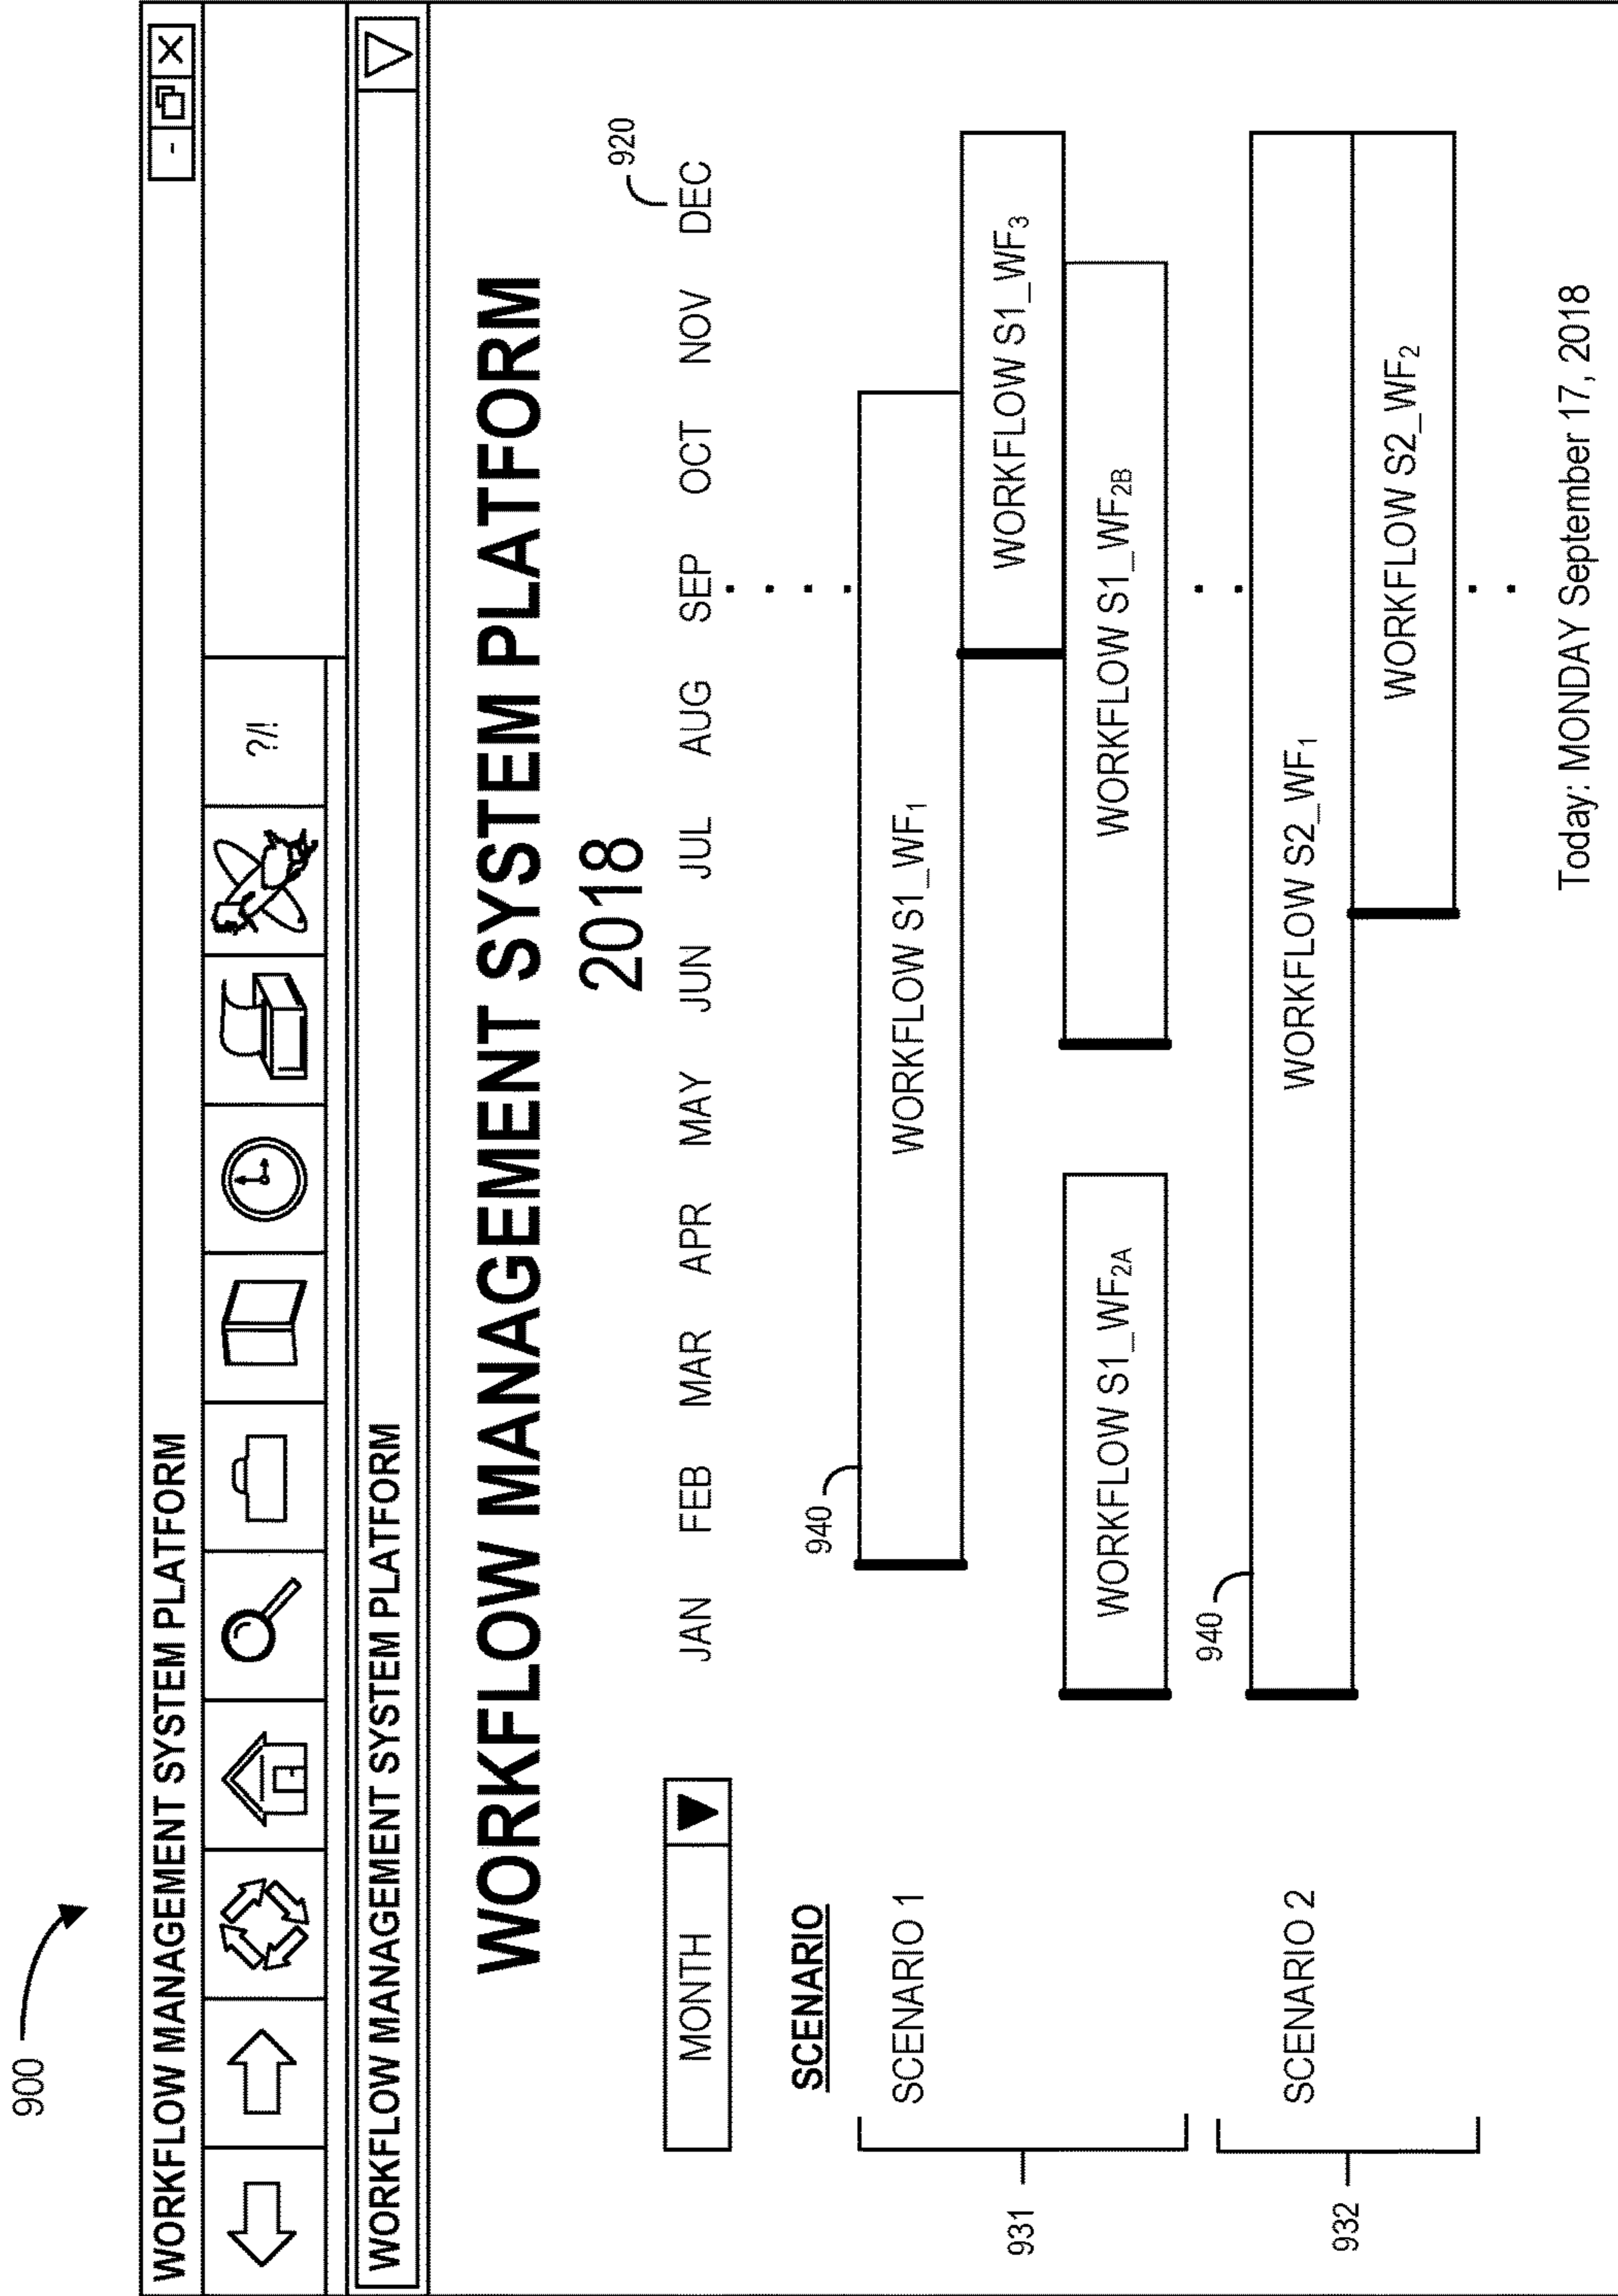 900
WORKFLOW MANAGEMENT SYSTEM PLATFORM
- X
?/!
WORKFLOW MANAGEMENT SYSTEM PLATFORM
WORKFLOW MANAGEMENT SYSTEM PLATFORM
2018
920
MONTH JAN FEB MAR APR MAY JUN JUL AUG SEP OCT NOV DEC
SCENARIO
940
SCENARIO 1
WORKFLOW S1_WF₁
931
WORKFLOW S1_WF₃
WORKFLOW S1_WF₂A
WORKFLOW S1_WF₂B
940
SCENARIO 2
WORKFLOW S2_WF₁
932
WORKFLOW S2_WF₂
Today: MONDAY September 17, 2018